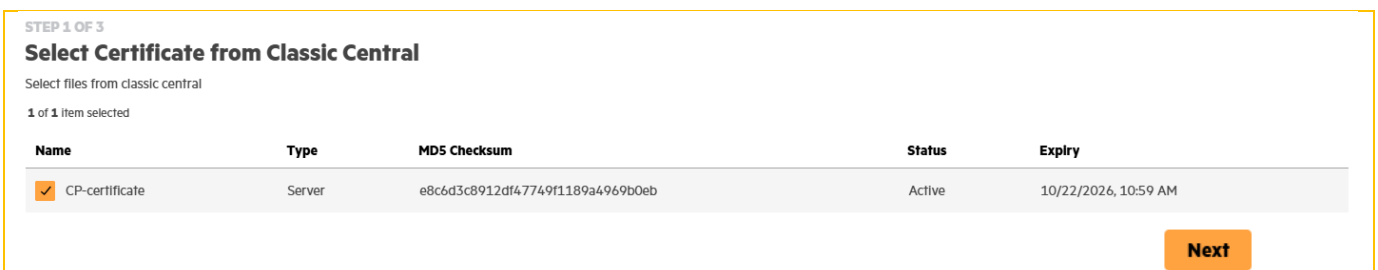 STEP 1 OF 3
Select Certificate from Classic Central
Select files from classic central
1 of 1 item selected
Name Type MD5 Checksum Status Expiry
CP-certificate Server e8c6d3c8912df47749f1189a4969b0eb Active 10/22/2026, 10:59 AM
Next